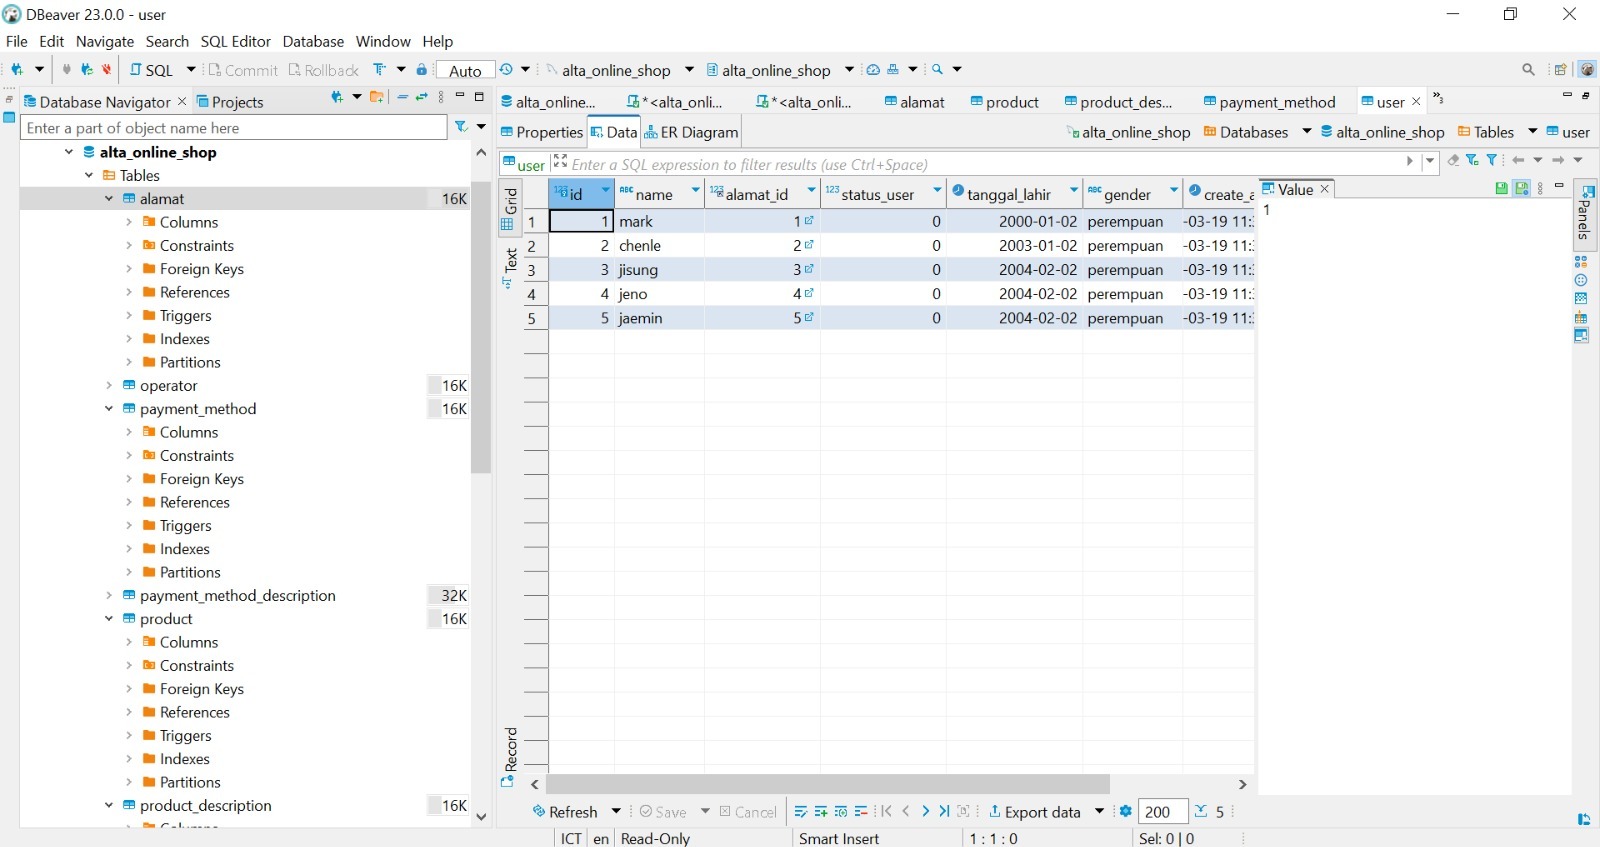 DBeaver 23.0.0 - user
File Edit Navigate Search SQL Editor Database Window Help
SQL Commit Rollback Auto alta_online_shop alta_online_shop
Database Navigator Projects
Enter a part of object name here
alta_online_shop
Tables
alamat 16K
Columns
Constraints
Foreign Keys
References
Triggers
Indexes
Partitions
operator 16K
payment_method 16K
Columns
Constraints
Foreign Keys
References
Triggers
Indexes
Partitions
payment_method_description 32K
product 16K
Columns
Constraints
Foreign Keys
References
Triggers
Indexes
Partitions
product_description 16K
alta_online... *<alta_onli... *<alta_onli... alamat product product_des... payment_method user
Properties Data ER Diagram alta_online_shop Databases alta_online_shop Tables user
user Enter a SQL expression to filter results (use Ctrl+Space)
Grid
Text
Record
123 id ABC name 123 alamat_id 123 status_user tanggal_lahir ABC gender create_a
1 1 mark 1 0 2000-01-02 perempuan -03-19 11:
2 2 chenle 2 0 2003-01-02 perempuan -03-19 11:
3 3 jisung 3 0 2004-02-02 perempuan -03-19 11:
4 4 jeno 4 0 2004-02-02 perempuan -03-19 11:
5 5 jaemin 5 0 2004-02-02 perempuan -03-19 11:
Value
1
Panels
Refresh Save Cancel Export data 200 5
ICT en Read-Only Smart Insert 1 : 1 : 0 Sel: 0 | 0